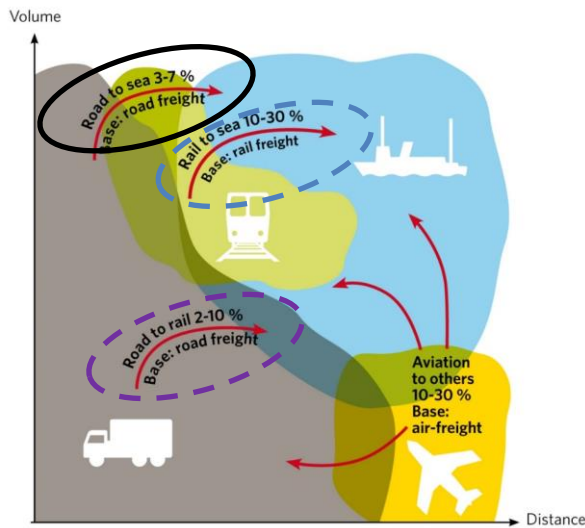 Volume
Road to sea 3-7 %
Base: road freight
Rail to sea 10-30 %
Base: rail freight
Road to rail 2-10 %
Base: road freight
Aviation
to others
10-30 %
Base:
air-freight
Distance